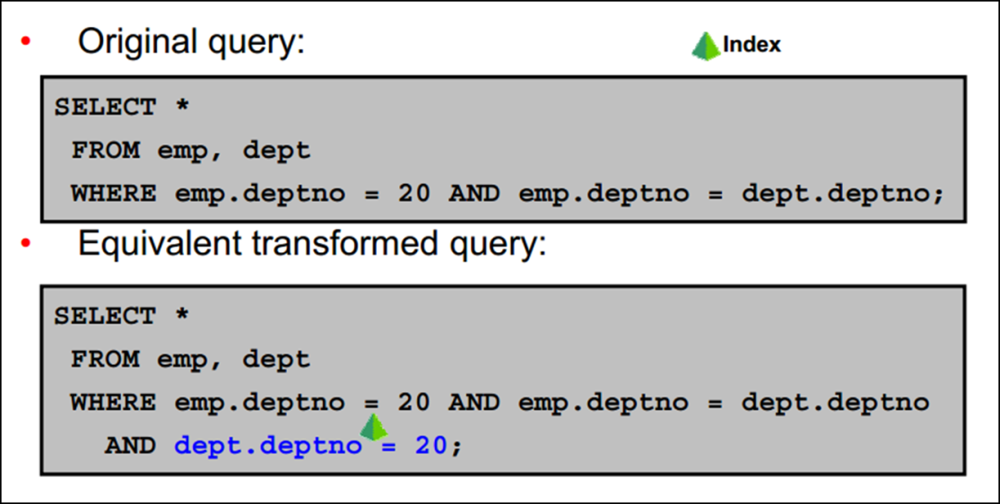 • Original query:
Index
SELECT *
FROM emp, dept
WHERE emp.deptno = 20 AND emp.deptno = dept.deptno;
• Equivalent transformed query:
SELECT *
FROM emp, dept
WHERE emp.deptno = 20 AND emp.deptno = dept.deptno
AND dept.deptno = 20;